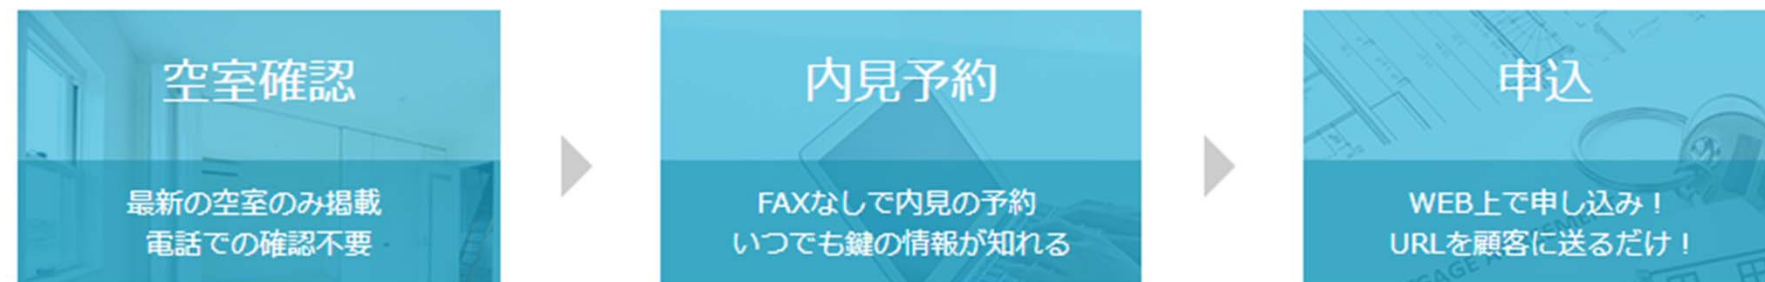 空室確認
最新の空室のみ掲載
電話での確認不要
内見予約
FAXなしで内見の予約
いつでも鍵の情報が知れる
申込
WEB上で申し込み！
URLを顧客に送るだけ！